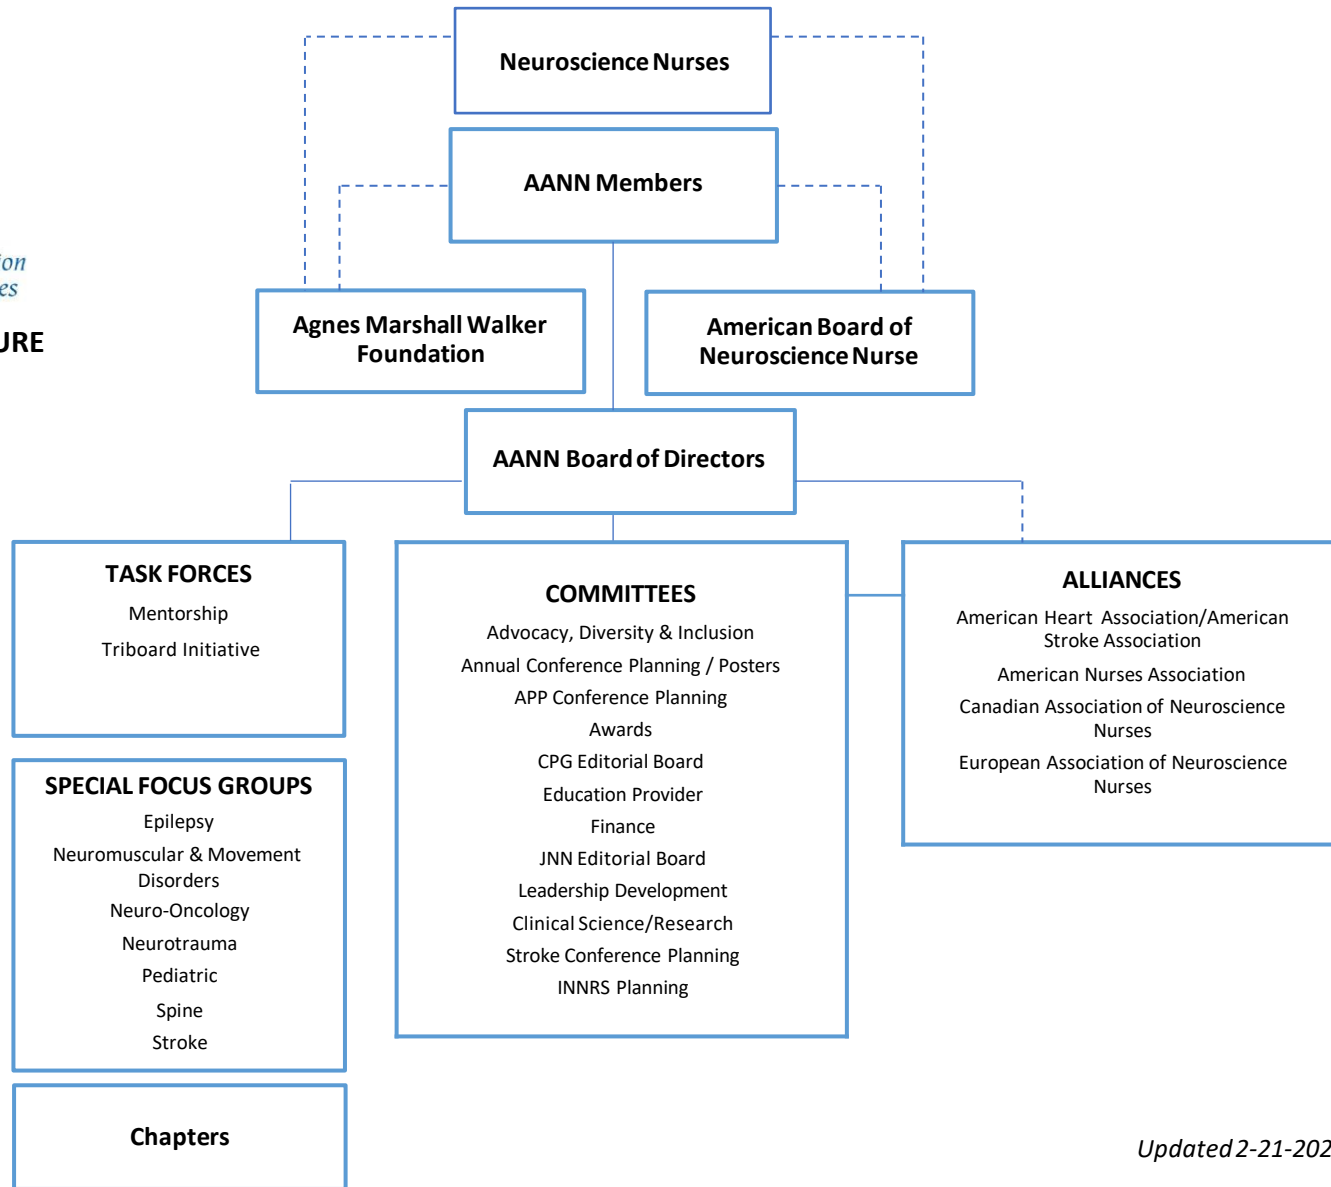 Neuroscience Nurses
AANN Members
Agnes Marshall Walker
Foundation
American Board of
Neuroscience Nurse
AANN Board of Directors
TASK FORCES
Mentorship
Triboard Initiative
SPECIAL FOCUS GROUPS
Epilepsy
Neuromuscular & Movement
Disorders
Neuro-Oncology
Neurotrauma
Pediatric
Spine
Stroke
Chapters
COMMITTEES
Advocacy, Diversity & Inclusion
Annual Conference Planning / Posters
APP Conference Planning
Awards
CPG Editorial Board
Education Provider
Finance
JNN Editorial Board
Leadership Development
Clinical Science/Research
Stroke Conference Planning
INNRS Planning
ALLIANCES
American Heart Association/American
Stroke Association
American Nurses Association
Canadian Association of Neuroscience
Nurses
European Association of Neuroscience
Nurses
Updated 2-21-202